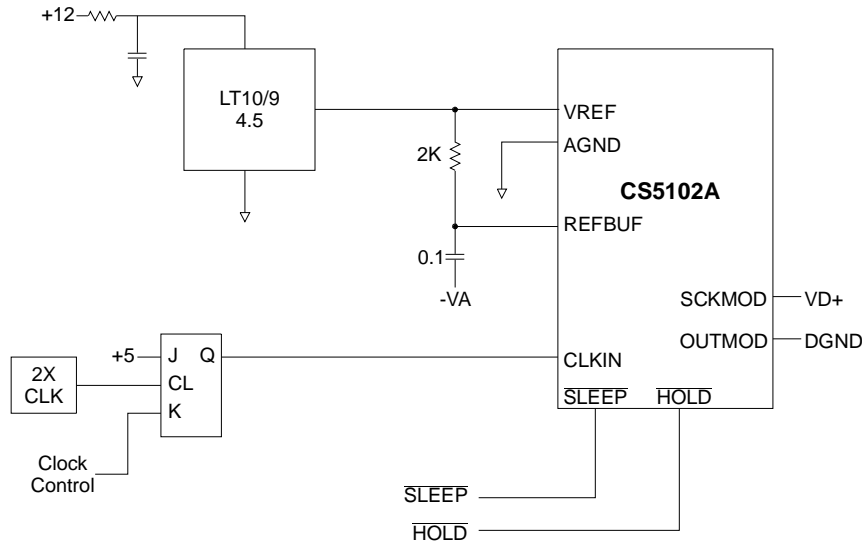 +12
LT10/9
4.5
VREF
AGND
2K
CS5102A
REFBUF
0.1
-VA
SCKMOD
VD+
OUTMOD
DGND
+5
J Q
CLKIN
2X
CLK
CL
K
SLEEP HOLD
Clock
Control
SLEEP
HOLD